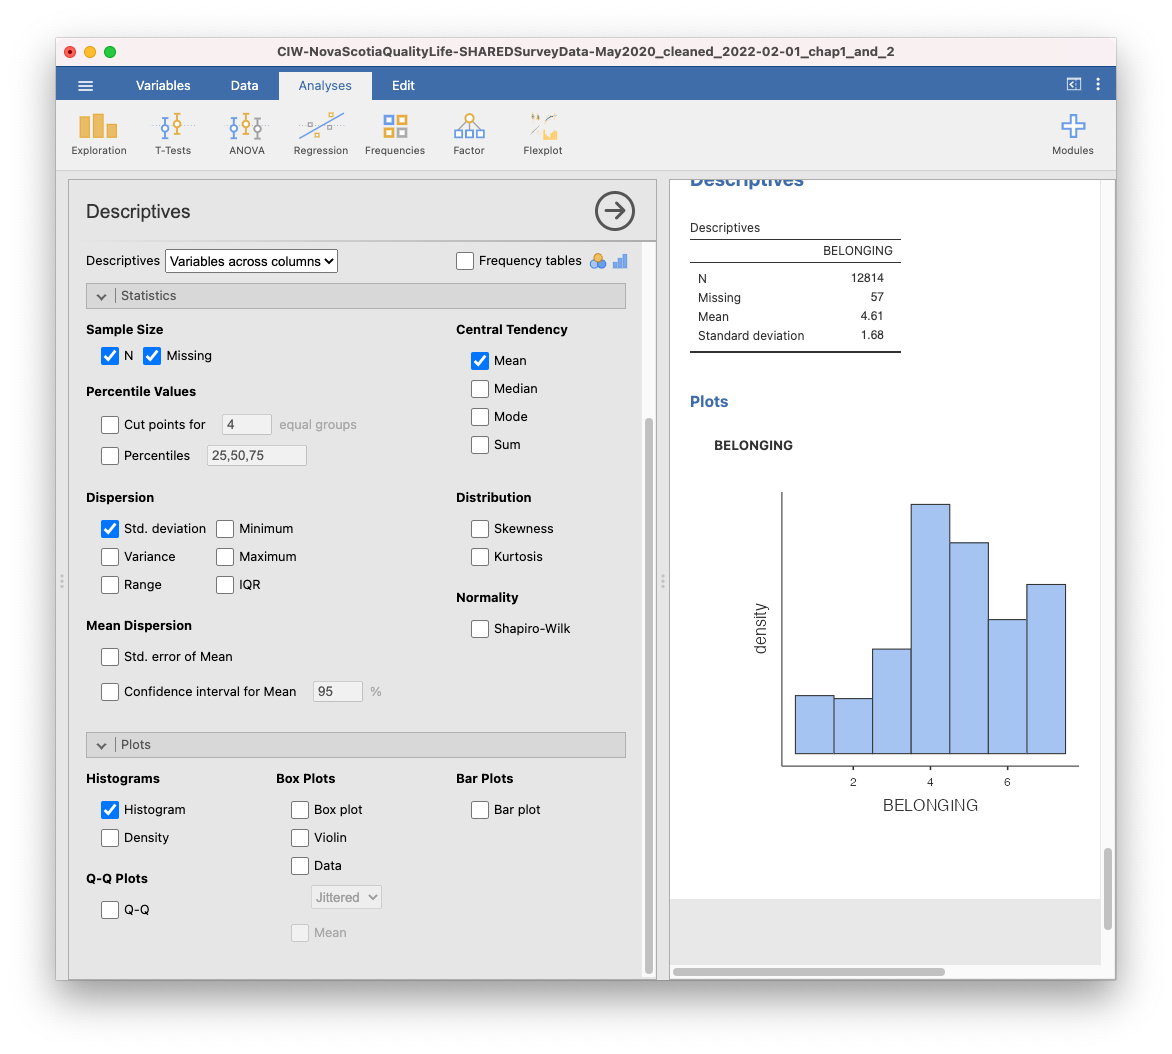 CIW-NovaScotiaQualityLife-SHAREDSurveyData-May2020_cleaned_2022-02-01_chap1_and_2
Variables Data Analyses Edit
Exploration T-Tests ANOVA Regression Frequencies Factor Flexplot Modules
Descriptives
Descriptives Variables across columns Frequency tables
Statistics
Sample Size
N Missing
Percentile Values
Cut points for 4 equal groups
Percentiles 25,50,75
Central Tendency
Mean
Median
Mode
Sum
Dispersion
Std. deviation Minimum
Variance Maximum
Range IQR
Distribution
Skewness
Kurtosis
Mean Dispersion
Std. error of Mean
Confidence interval for Mean 95 %
Normality
Shapiro-Wilk
Plots
Histograms
Histogram
Density
Q-Q Plots
Q-Q
Box Plots
Box plot
Violin
Data
Jittered
Mean
Bar Plots
Bar plot
Descriptives
Descriptives
BELONGING
N 12814
Missing 57
Mean 4.61
Standard deviation 1.68
Plots
BELONGING
density
2 4 6
BELONGING